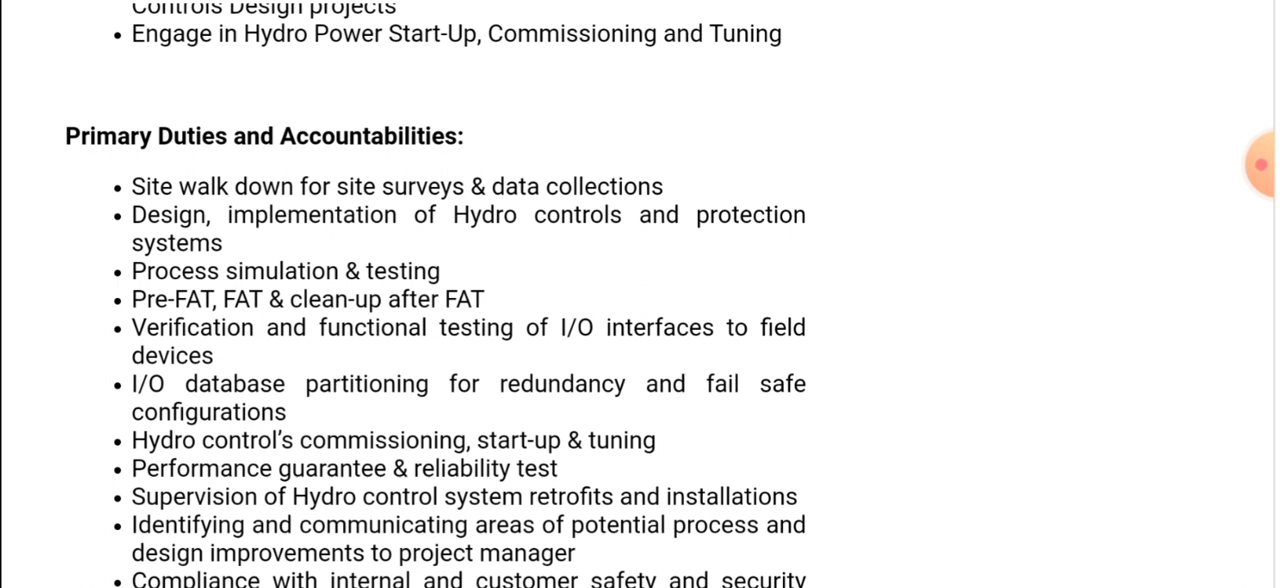 Controls Design projects
• Engage in Hydro Power Start-Up, Commissioning and Tuning
Primary Duties and Accountabilities:
• Site walk down for site surveys & data collections
• Design, implementation of Hydro controls and protection
systems
• Process simulation & testing
• Pre-FAT, FAT & clean-up after FAT
• Verification and functional testing of I/O interfaces to field
devices
• I/O database partitioning for redundancy and fail safe
configurations
• Hydro control’s commissioning, start-up & tuning
• Performance guarantee & reliability test
• Supervision of Hydro control system retrofits and installations
• Identifying and communicating areas of potential process and
design improvements to project manager
• Compliance with internal and customer safety and security